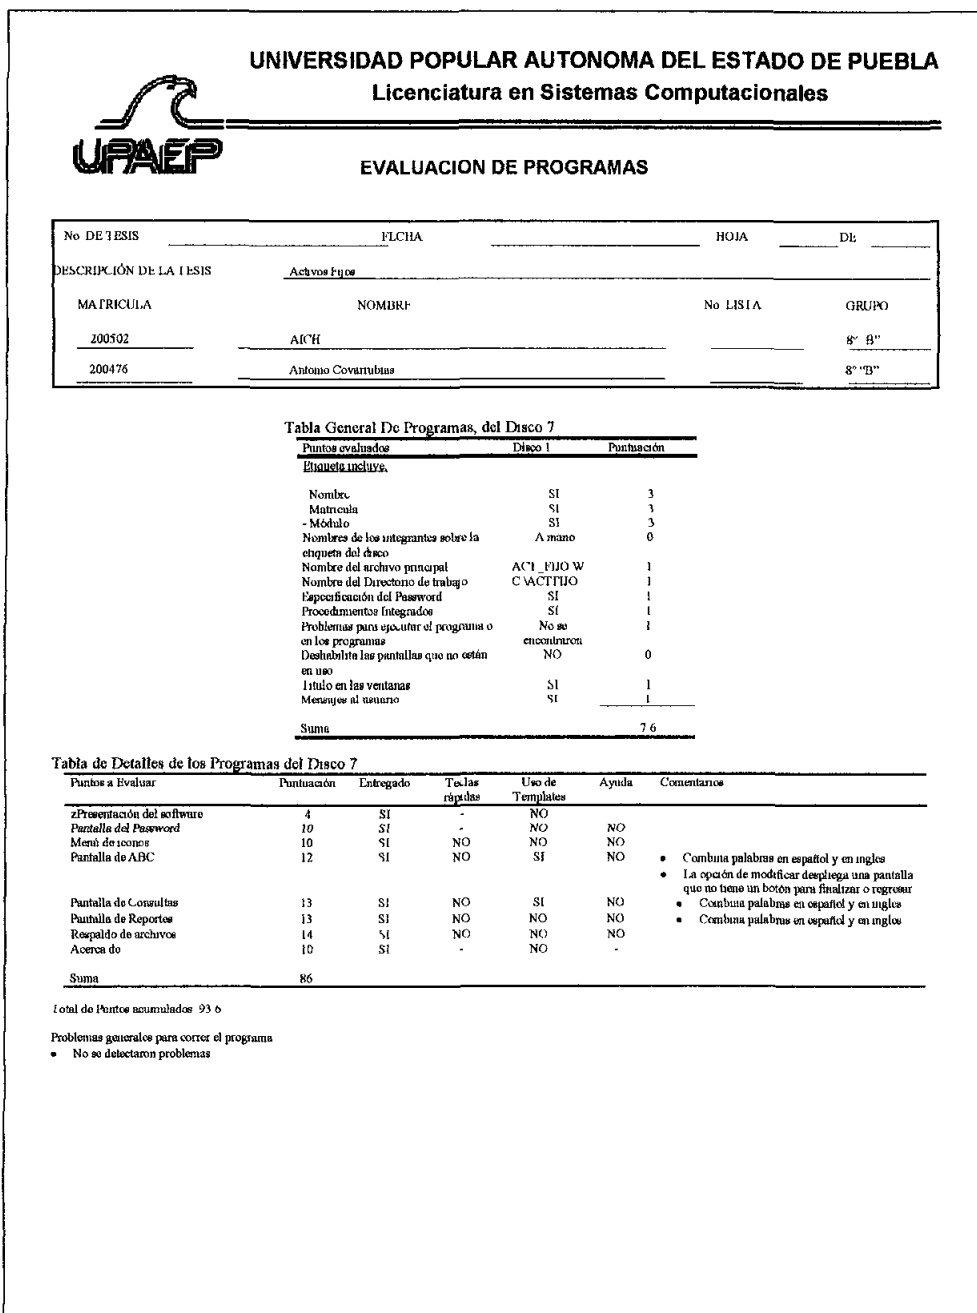 UNIVERSIDAD POPULAR AUTONOMA DEL ESTADO DE PUEBLA
Licenciatura en Sistemas Computacionales
UPAEP
EVALUACION DE PROGRAMAS
No DE TESIS FECHA HOJA DE
DESCRIPCIÓN DE LA TESIS Activos Fijos
MATRICULA NOMBRE No LISTA GRUPO
200502 AICH 8° B"
200476 Antonio Covarrubias 8° "B"
Tabla General De Programas, del Disco 7
Puntos evaluados Disco 1 Puntuación
Etiqueta incluye.
Nombre SI 3
Matricula SI 3
- Módulo SI 3
Nombres de los integrantes sobre la A mano 0
etiqueta del disco
Nombre del archivo principal ACT_FIJO W 1
Nombre del Directorio de trabajo C \ACTFIJO 1
Especificación del Password SI 1
Procedimientos Integrados SÍ 1
Problemas para ejecutar el programa o No se 1
en los programas encontraron
Deshabilita las pantallas que no están NO 0
en uso
Titulo en las ventanas SI 1
Mensajes al usuario SI 1
Suma 7 6
Tabla de Detalles de los Programas del Disco 7
Puntos a Evaluar Puntuación Entregado Teclas Uso de Ayuda Comentarios
rápidas Templates
zPresentación del software 4 SI - NO
Pantalla del Password 10 SI - NO NO
Menú de iconos 10 SI NO NO NO
Pantalla de ABC 12 SI NO SI NO • Combina palabras en español y en ingles
• La opción de modificar despliega una pantalla
que no tiene un botón para finalizar o regresar
Pantalla de Consultas 13 SI NO SI NO • Combina palabras en español y en ingles
Pantalla de Reportes 13 SI NO NO NO • Combina palabras en español y en ingles
Respaldo de archivos 14 SI NO NO NO
Acerca de 10 SI - NO -
Suma 86
Total de Puntos acumulados 93 6
Problemas generales para correr el programa
• No se detectaron problemas